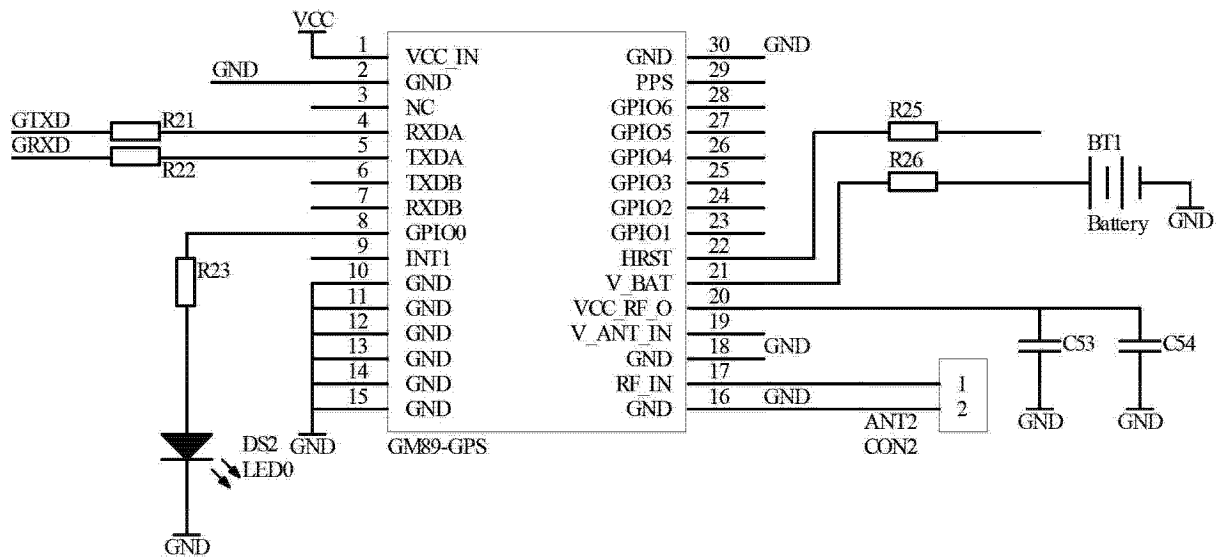 VCC
1 VCC_IN GND 30 GND
GND 2 GND PPS 29
3 NC GPIO6 28
GTXD R21 4 RXDA GPIO5 27 R25
GRXD R22 5 TXDA GPIO4 26 R26 BT1
6 TXDB GPIO3 25
7 RXDB GPIO2 24
8 GPIO0 GPIO1 23 Battery GND
R23 9 INT1 HRST 22
10 GND V_BAT 21
11 GND VCC_RF_O 20
12 GND V_ANT_IN 19 C53 C54
13 GND GND 18 GND
14 GND RF_IN 17 1
15 GND GND 16 GND 2
GND GND GND
GM89-GPS
ANT2
CON2
DS2
LED0
GND